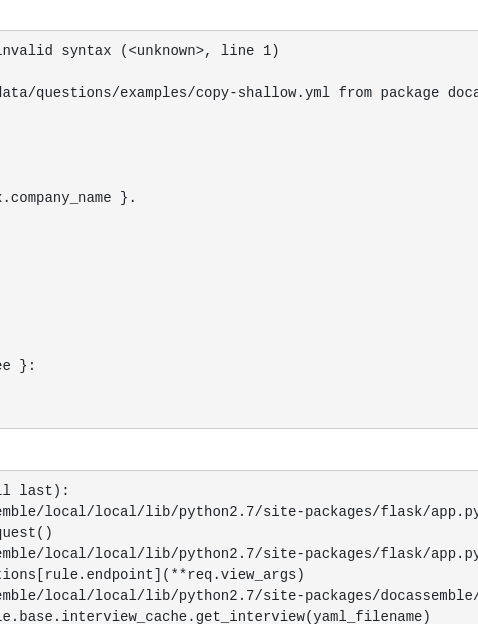 invalid syntax (<unknown>, line 1)
data/questions/examples/copy-shallow.yml from package doca
.company_name }.
ee }:
ll last):
emble/local/local/lib/python2.7/site-packages/flask/app.py
quest()
emble/local/local/lib/python2.7/site-packages/flask/app.py
tions[rule.endpoint](**req.view_args)
emble/local/local/lib/python2.7/site-packages/docassemble/
le.base.interview_cache.get_interview(yaml_filename)